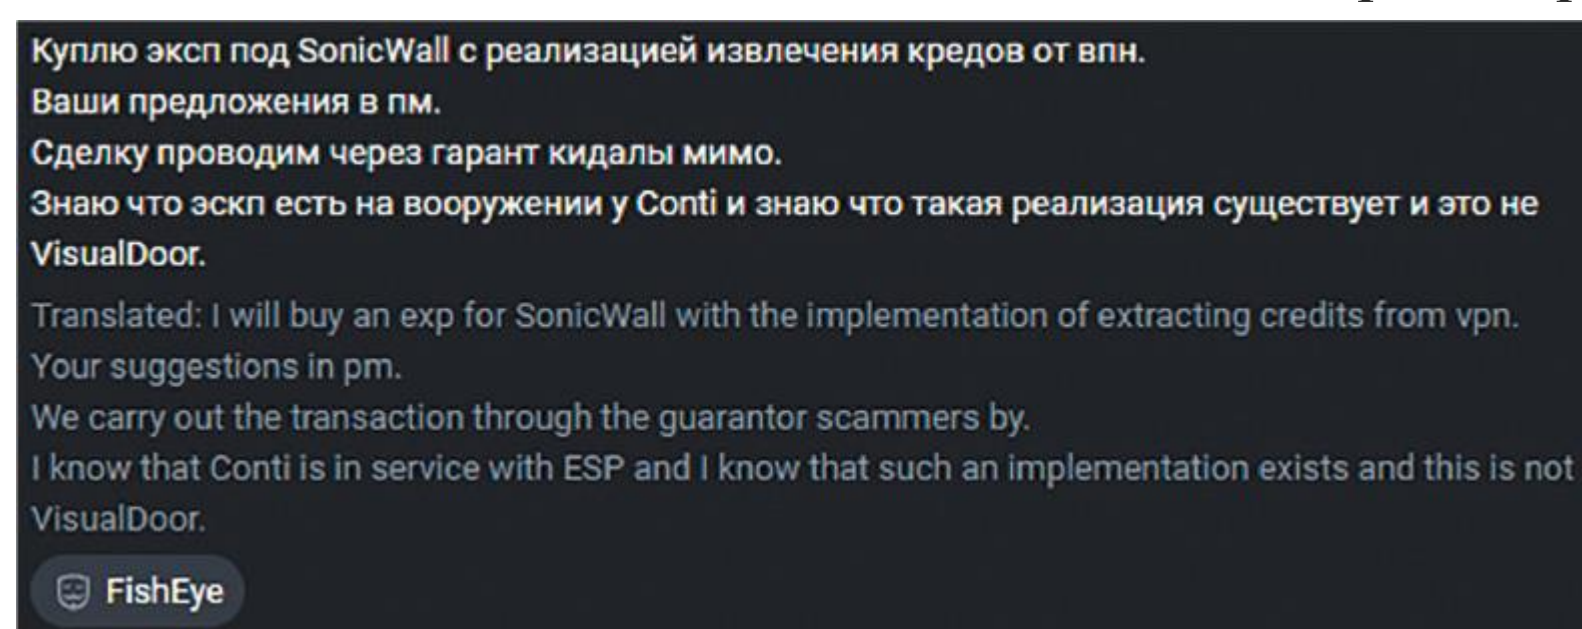 Куплю эксп под SonicWall с реализацией извлечения кредов от впн.
Ваши предложения в пм.
Сделку проводим через гарант кидалы мимо.
Знаю что эскп есть на вооружении у Conti и знаю что такая реализация существует и это не
VisualDoor.
Translated: I will buy an exp for SonicWall with the implementation of extracting credits from vpn.
Your suggestions in pm.
We carry out the transaction through the guarantor scammers by.
I know that Conti is in service with ESP and I know that such an implementation exists and this is not
VisualDoor.
FishEye